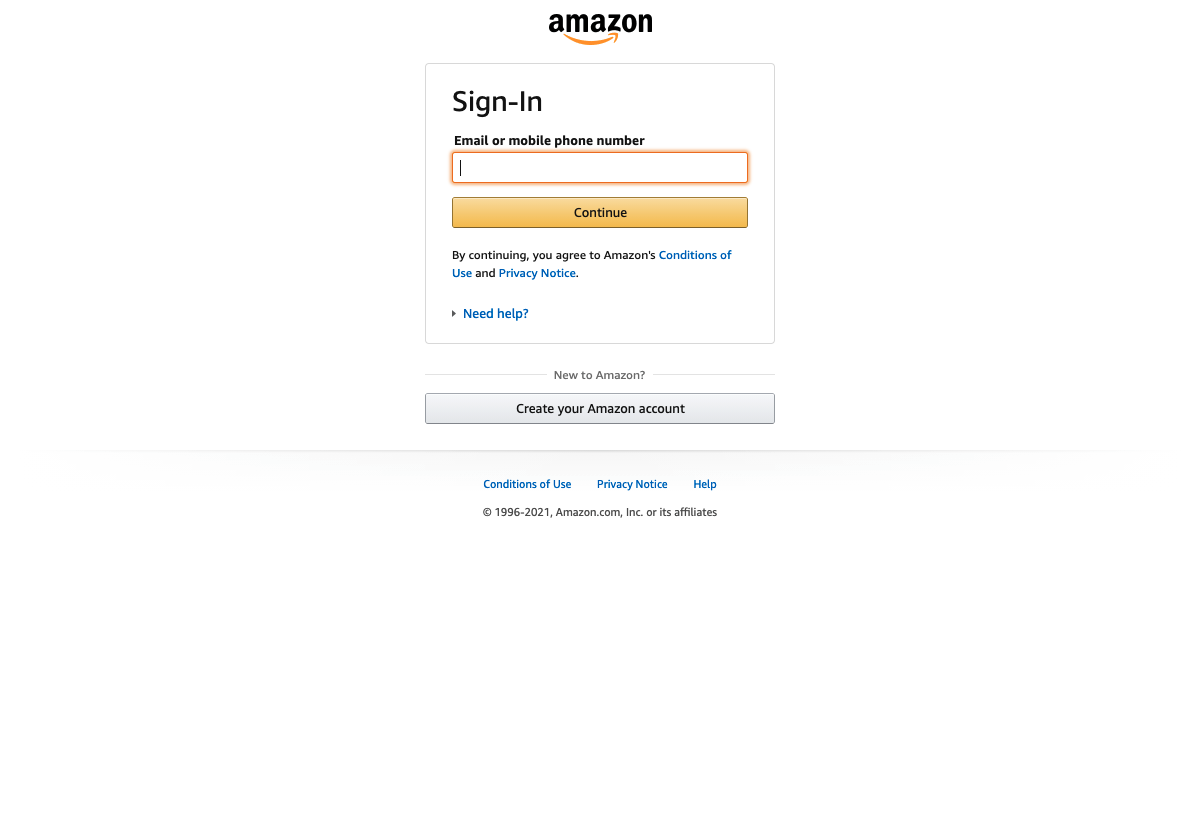 amazon
Sign-In
Email or mobile phone number
Continue
By continuing, you agree to Amazon's Conditions of
Use and Privacy Notice.
Need help?
New to Amazon?
Create your Amazon account
Conditions of Use Privacy Notice Help
© 1996-2021, Amazon.com, Inc. or its affiliates